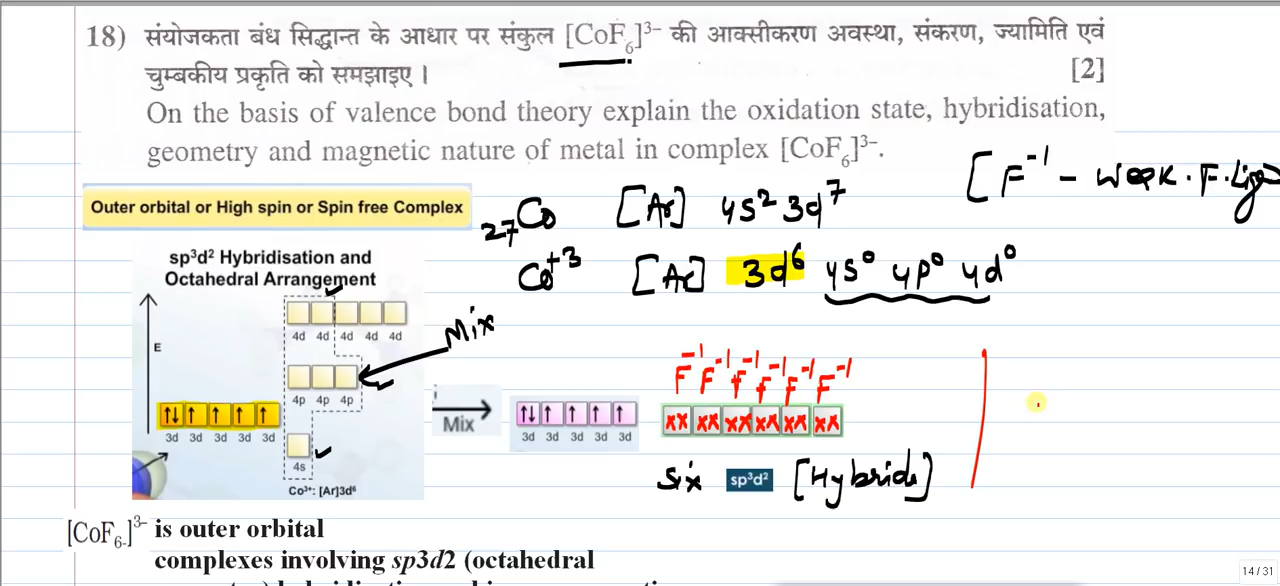 18) संयोजकता बंध सिद्धान्त के आधार पर संकुल [CoF₆]³⁻ की आक्सीकरण अवस्था, संकरण, ज्यामिति एवं
चुम्बकीय प्रकृति को समझाइए। [2]
On the basis of valence bond theory explain the oxidation state, hybridisation,
geometry and magnetic nature of metal in complex [CoF₆]³⁻.
[F⁻¹ - week. F. Lig
Outer orbital or High spin or Spin free Complex
₂₇Co [Ar] 4s² 3d⁷
Co⁺³ [Ar] 3d⁶ 4s⁰ 4p⁰ 4d⁰
sp³d² Hybridisation and
Octahedral Arrangement
4d 4d 4d 4d 4d
Mix
E
4p 4p 4p
F⁻¹ F⁻¹ F⁻¹ F⁻¹ F⁻¹ F⁻¹
↑↓ ↑ ↑ ↑ ↑
3d 3d 3d 3d 3d
Mix
↑↓ ↑ ↑ ↑ ↑
3d 3d 3d 3d 3d
xx xx xx xx xx xx
4s
Six sp³d² [Hybride]
Co³⁺: [Ar]3d⁶
[CoF₆]³⁻ is outer orbital
complexes involving sp3d2 (octahedral
14 / 31